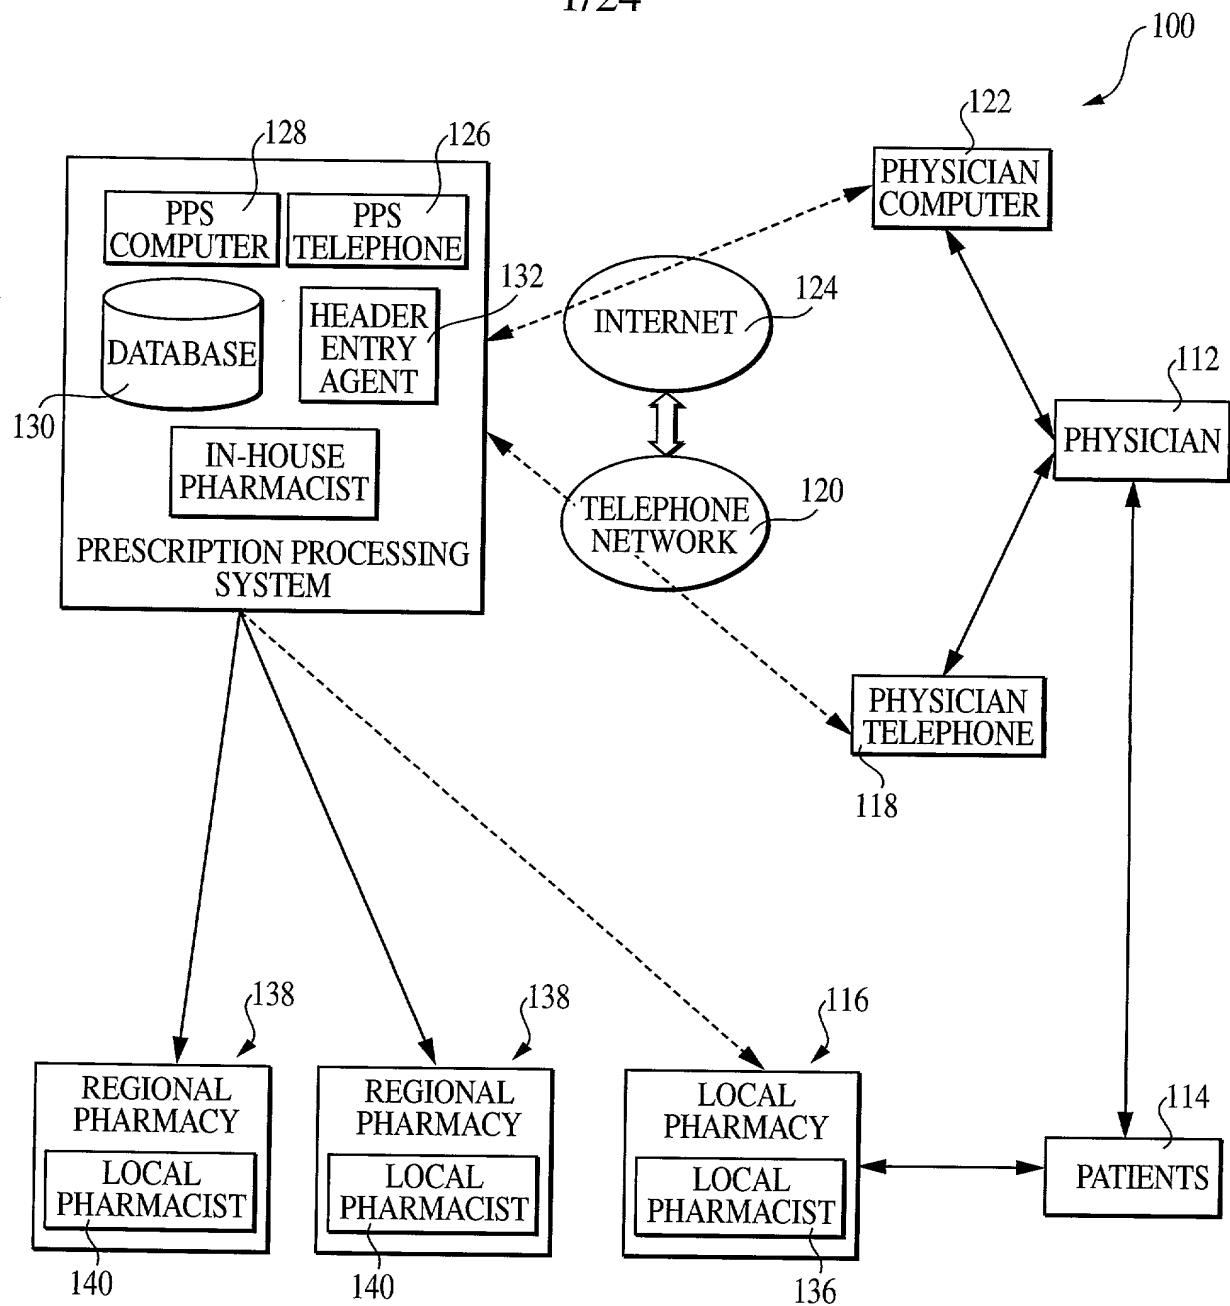 1/24
100
128
126
122
PPS
COMPUTER
PPS
TELEPHONE
PHYSICIAN
COMPUTER
132
124
DATABASE
HEADER
ENTRY
AGENT
INTERNET
112
130
PHYSICIAN
IN-HOUSE
PHARMACIST
TELEPHONE
NETWORK
120
PRESCRIPTION PROCESSING
SYSTEM
PHYSICIAN
TELEPHONE
118
138
138
116
REGIONAL
PHARMACY
LOCAL
PHARMACIST
140
REGIONAL
PHARMACY
LOCAL
PHARMACIST
140
LOCAL
PHARMACY
LOCAL
PHARMACIST
136
114
PATIENTS